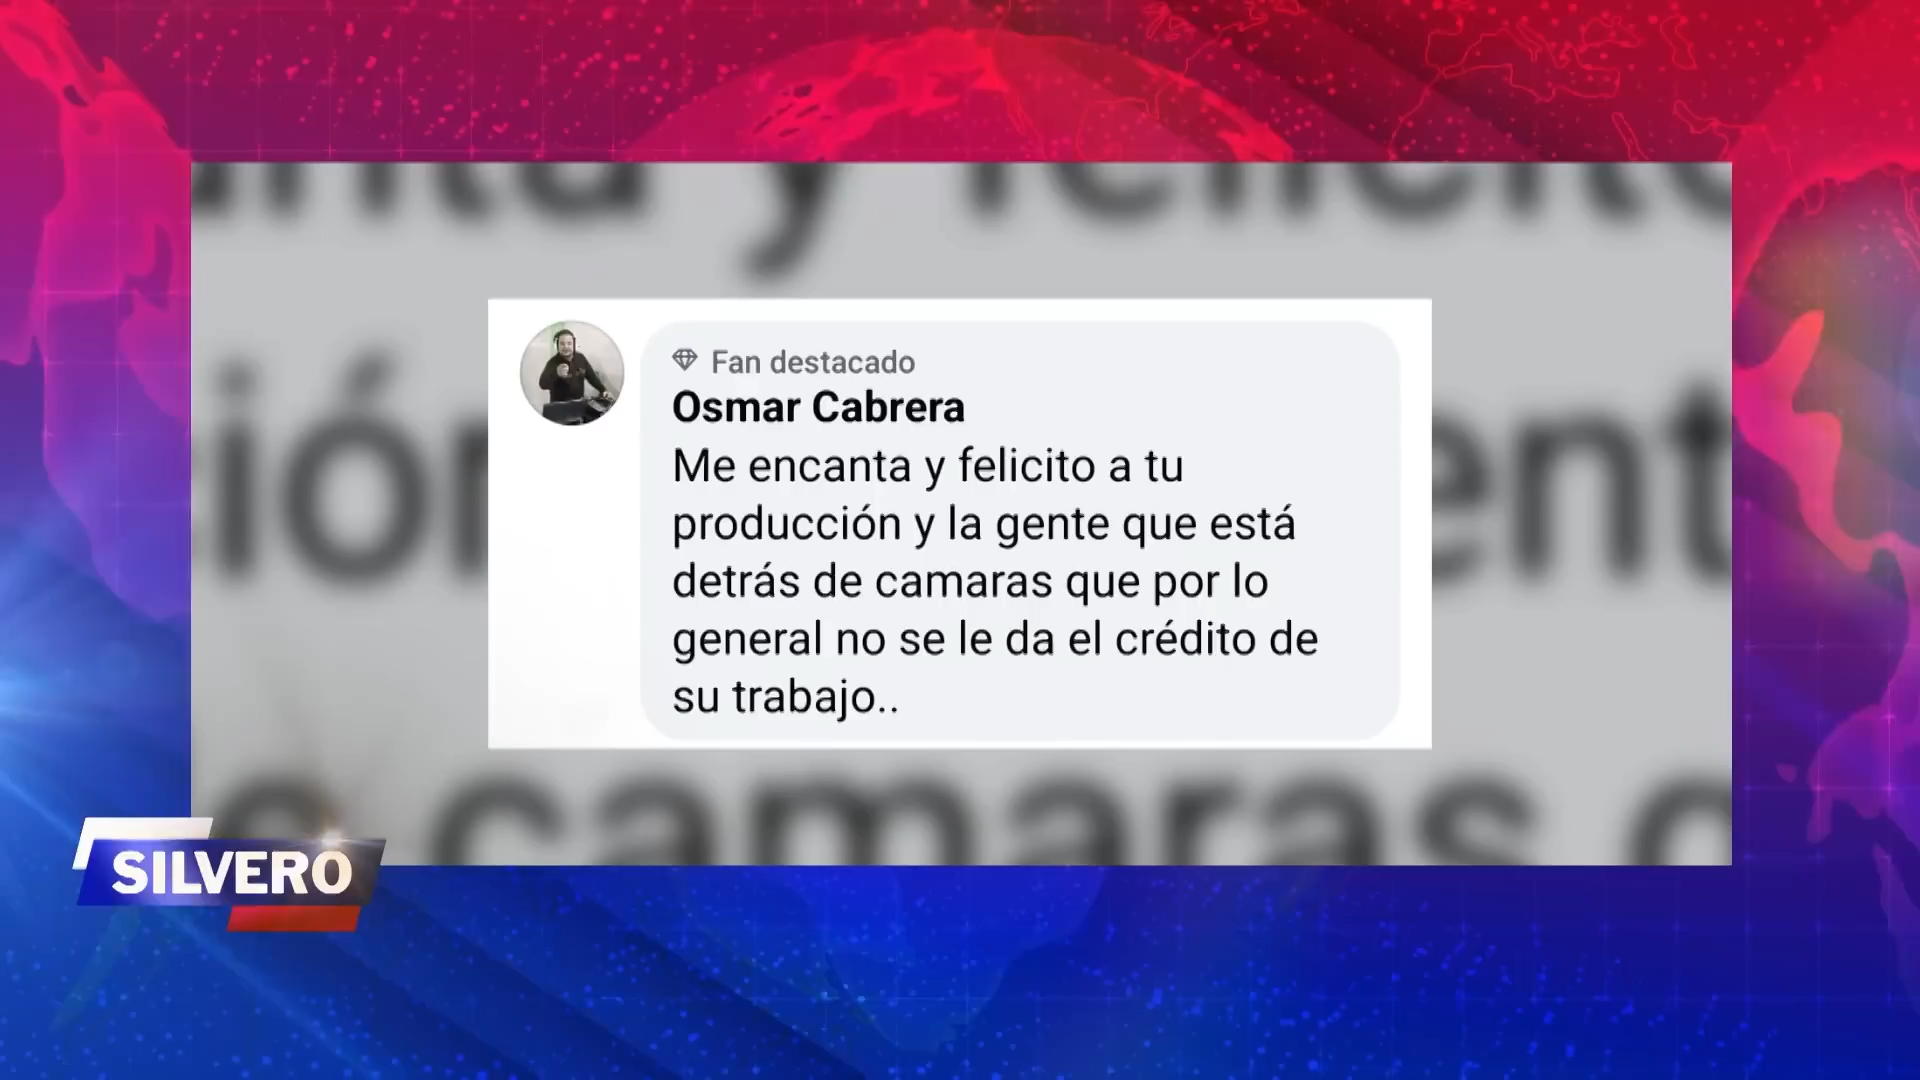 Fan destacado
Osmar Cabrera
Me encanta y felicito a tu
producción y la gente que está
detrás de camaras que por lo
general no se le da el crédito de
su trabajo..
SILVERO